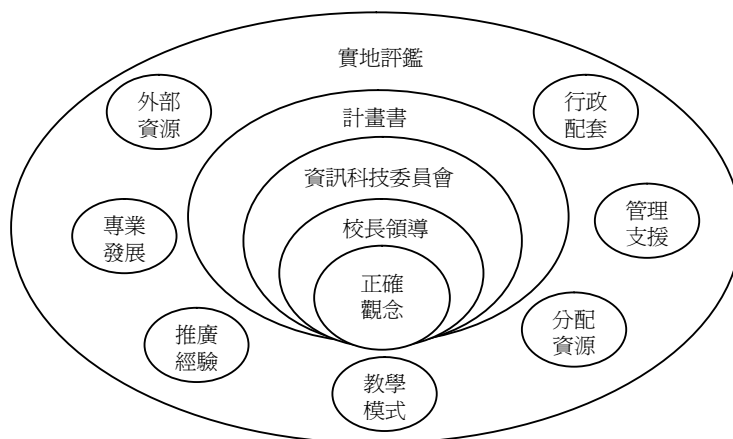 實地評鑑
外部
資源
行政
配套
計畫書
資訊科技委員會
專業
發展
管理
支援
校長領導
正確
觀念
推廣
經驗
分配
資源
教學
模式